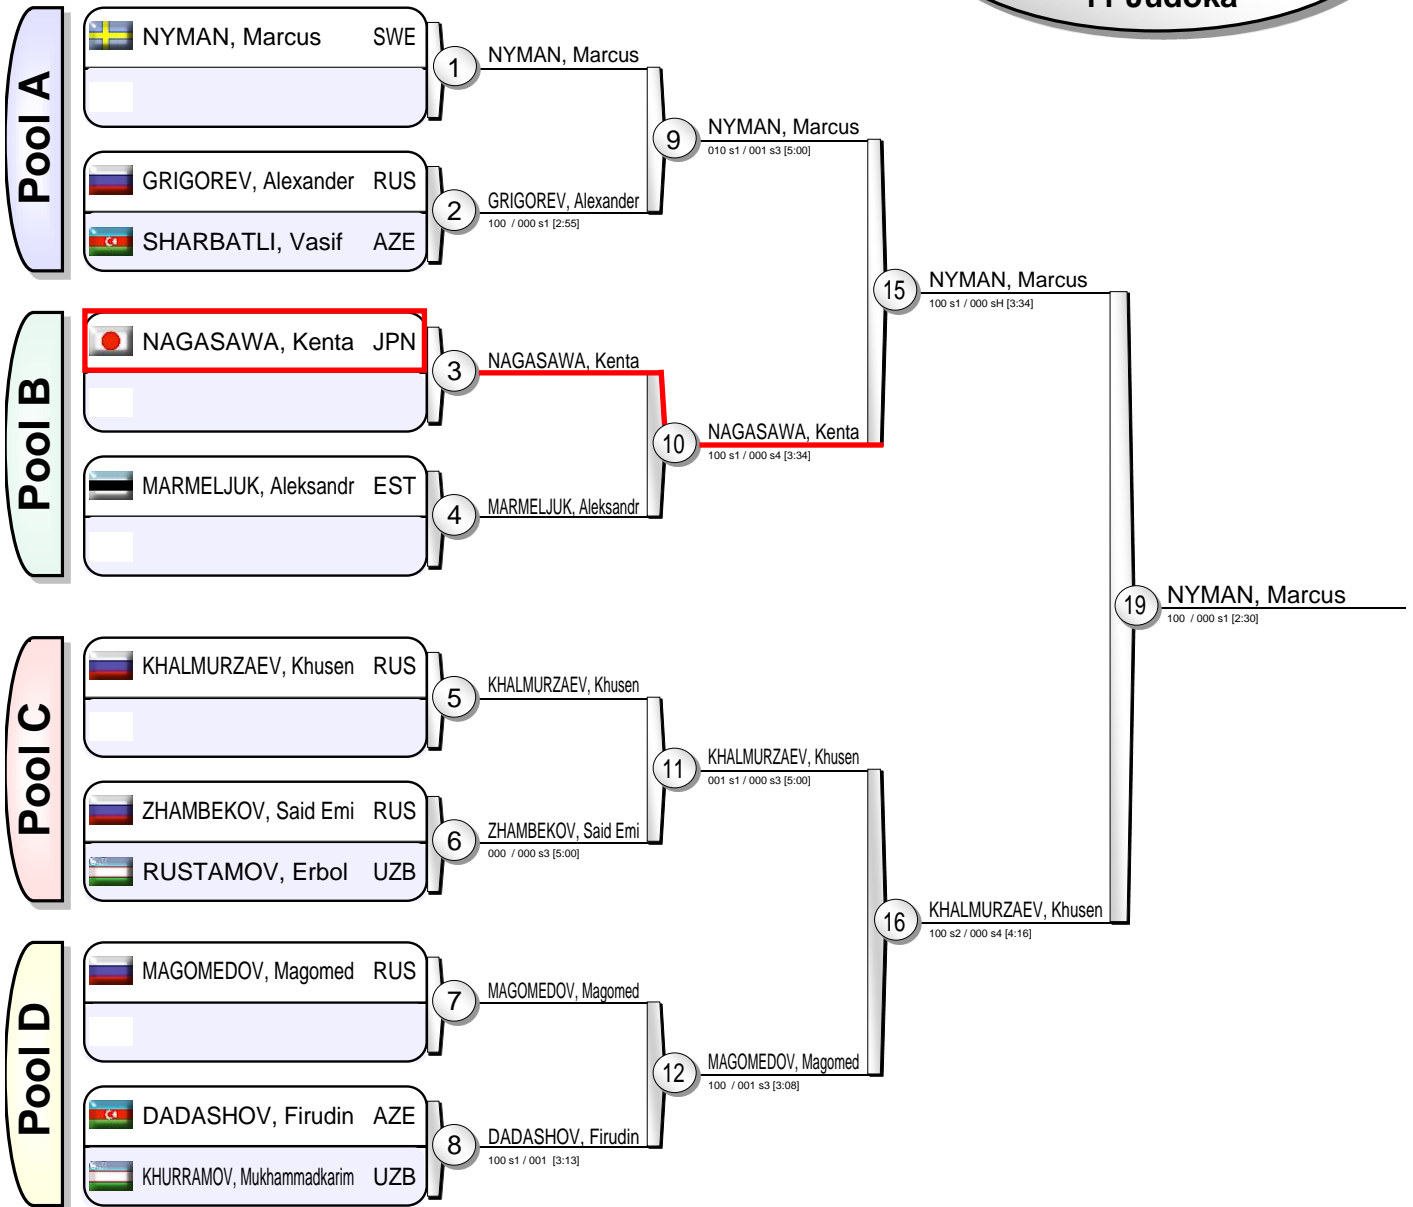 11 Judoka
Pool A
NYMAN, Marcus SWE
GRIGOREV, Alexander RUS
SHARBATLI, Vasif AZE
1
NYMAN, Marcus
2
GRIGOREV, Alexander
100 / 000 s1 [2:55]
9
NYMAN, Marcus
010 s1 / 001 s3 [5:00]
Pool B
NAGASAWA, Kenta JPN
MARMELJUK, Aleksandr EST
3
NAGASAWA, Kenta
4
MARMELJUK, Aleksandr
10
NAGASAWA, Kenta
100 s1 / 000 s4 [3:34]
15
NYMAN, Marcus
100 s1 / 000 sH [3:34]
Pool C
KHALMURZAEV, Khusen RUS
ZHAMBEKOV, Said Emi RUS
RUSTAMOV, Erbol UZB
5
KHALMURZAEV, Khusen
6
ZHAMBEKOV, Said Emi
000 / 000 s3 [5:00]
11
KHALMURZAEV, Khusen
001 s1 / 000 s3 [5:00]
Pool D
MAGOMEDOV, Magomed RUS
DADASHOV, Firudin AZE
KHURRAMOV, Mukhammadkarim UZB
7
MAGOMEDOV, Magomed
8
DADASHOV, Firudin
100 s1 / 001 [3:13]
12
MAGOMEDOV, Magomed
100 / 001 s3 [3:08]
16
KHALMURZAEV, Khusen
100 s2 / 000 s4 [4:16]
19
NYMAN, Marcus
100 / 000 s1 [2:30]